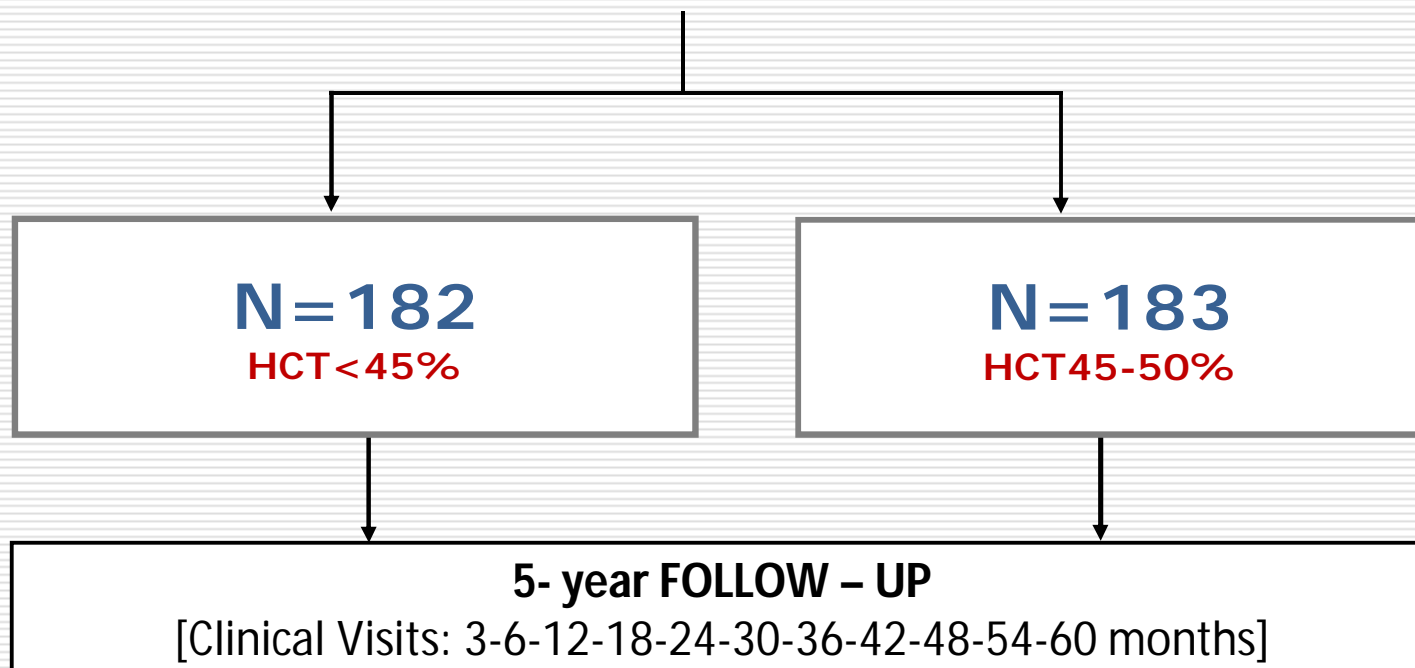 N=182
HCT<45%
N=183
HCT45-50%
5- year FOLLOW – UP
[Clinical Visits: 3-6-12-18-24-30-36-42-48-54-60 months]